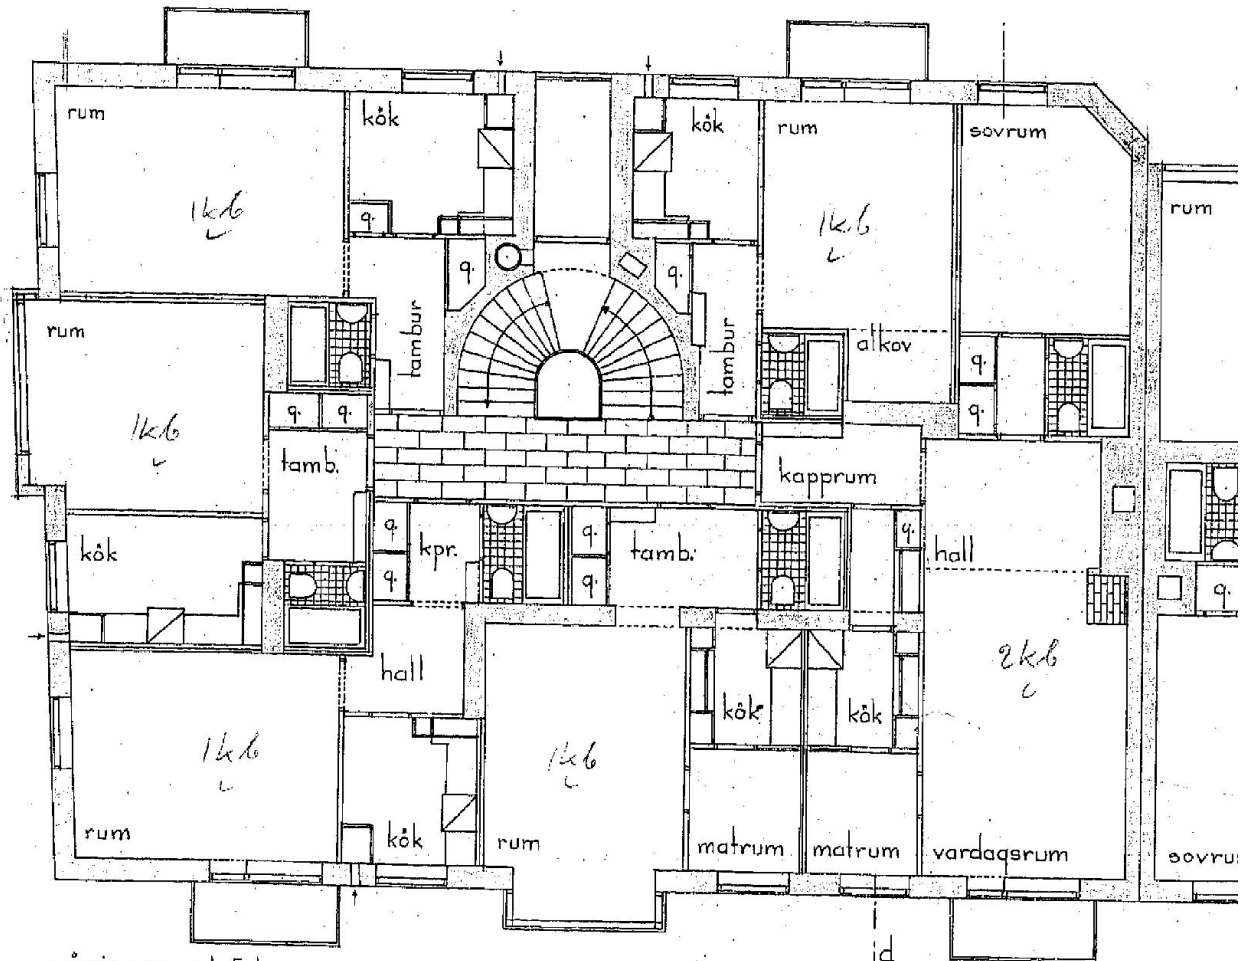 rum
kök
kök
rum
sovrum
rum
1kb
g.
1kb
g.
g.
tambur
tambur
rum
alkov
g.
g.
1kb
g.
g.
tamb.
kapprum
kök
g.
kpr.
g.
tamb.
g.
hall
g.
g.
g.
hall
2kb
kök
kök
1kb
1kb
rum
kök
rum
matrum
matrum
vardagsrum
sovru
id